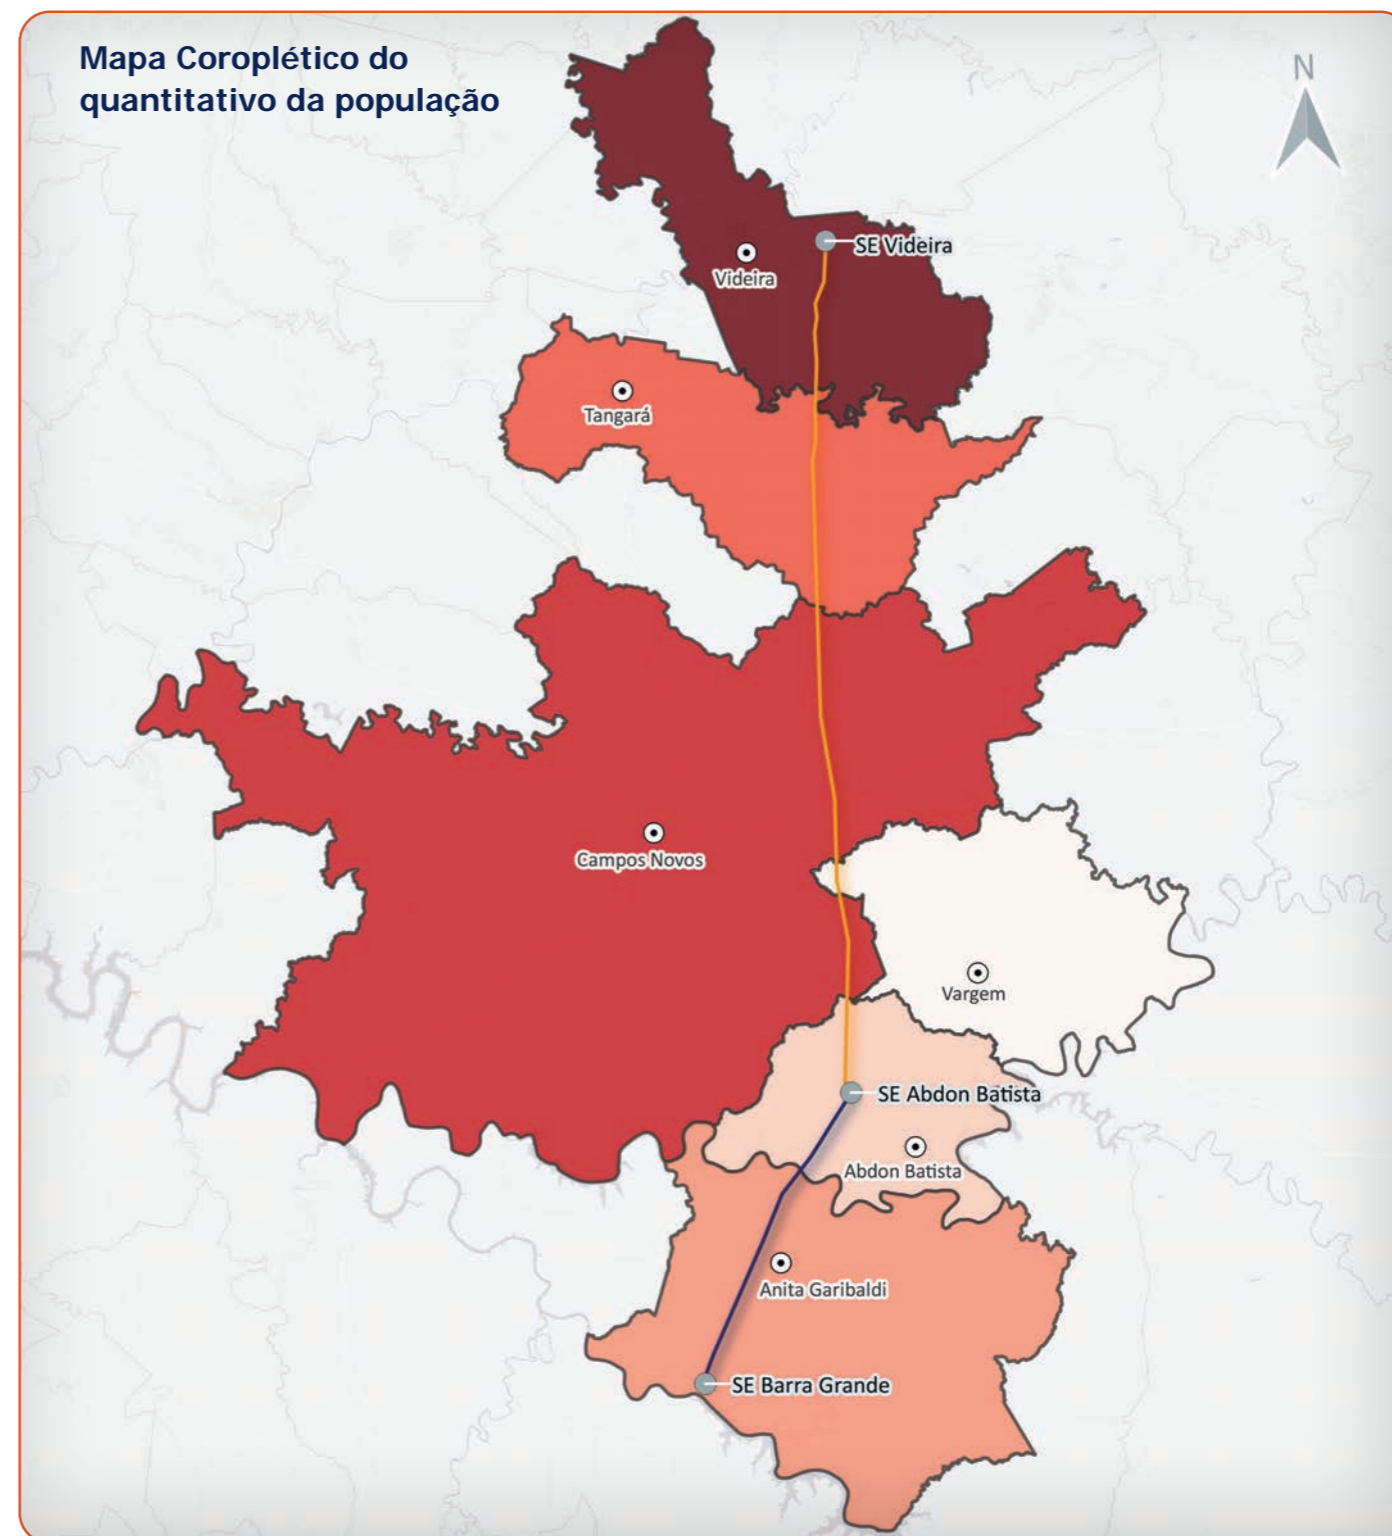 Mapa Coroplético do
quantitativo da população
N
SE Videira
Videira
Tangará
Campos Novos
Vargem
SE Abdon Batista
Abdon Batista
Anita Garibaldi
SE Barra Grande